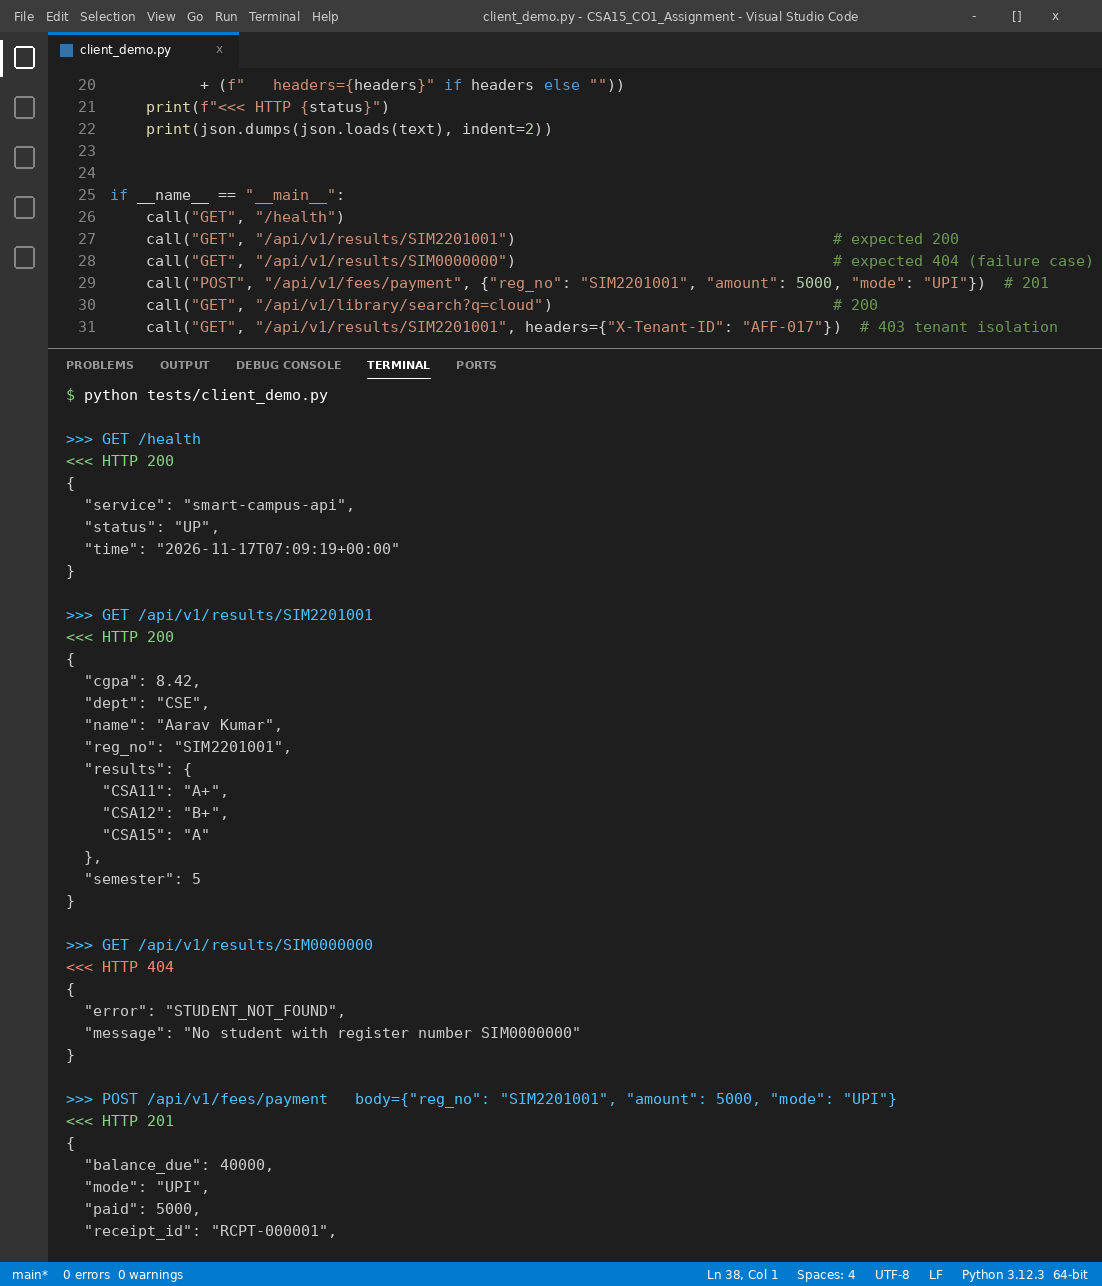 File Edit Selection View Go Run Terminal Help client_demo.py - CSA15_CO1_Assignment - Visual Studio Code - [] x
client_demo.py x
20           + (f"   headers={headers}" if headers else ""))
21     print(f"<<< HTTP {status}")
22     print(json.dumps(json.loads(text), indent=2))
23
24
25 if __name__ == "__main__":
26     call("GET", "/health")
27     call("GET", "/api/v1/results/SIM2201001")                                   # expected 200
28     call("GET", "/api/v1/results/SIM0000000")                                   # expected 404 (failure case)
29     call("POST", "/api/v1/fees/payment", {"reg_no": "SIM2201001", "amount": 5000, "mode": "UPI"})  # 201
30     call("GET", "/api/v1/library/search?q=cloud")                               # 200
31     call("GET", "/api/v1/results/SIM2201001", headers={"X-Tenant-ID": "AFF-017"})  # 403 tenant isolation
PROBLEMS OUTPUT DEBUG CONSOLE TERMINAL PORTS
$ python tests/client_demo.py
>>> GET /health
<<< HTTP 200
{
  "service": "smart-campus-api",
  "status": "UP",
  "time": "2026-11-17T07:09:19+00:00"
}
>>> GET /api/v1/results/SIM2201001
<<< HTTP 200
{
  "cgpa": 8.42,
  "dept": "CSE",
  "name": "Aarav Kumar",
  "reg_no": "SIM2201001",
  "results": {
    "CSA11": "A+",
    "CSA12": "B+",
    "CSA15": "A"
  },
  "semester": 5
}
>>> GET /api/v1/results/SIM0000000
<<< HTTP 404
{
  "error": "STUDENT_NOT_FOUND",
  "message": "No student with register number SIM0000000"
}
>>> POST /api/v1/fees/payment   body={"reg_no": "SIM2201001", "amount": 5000, "mode": "UPI"}
<<< HTTP 201
{
  "balance_due": 40000,
  "mode": "UPI",
  "paid": 5000,
  "receipt_id": "RCPT-000001",
main* 0 errors 0 warnings Ln 38, Col 1 Spaces: 4 UTF-8 LF Python 3.12.3 64-bit